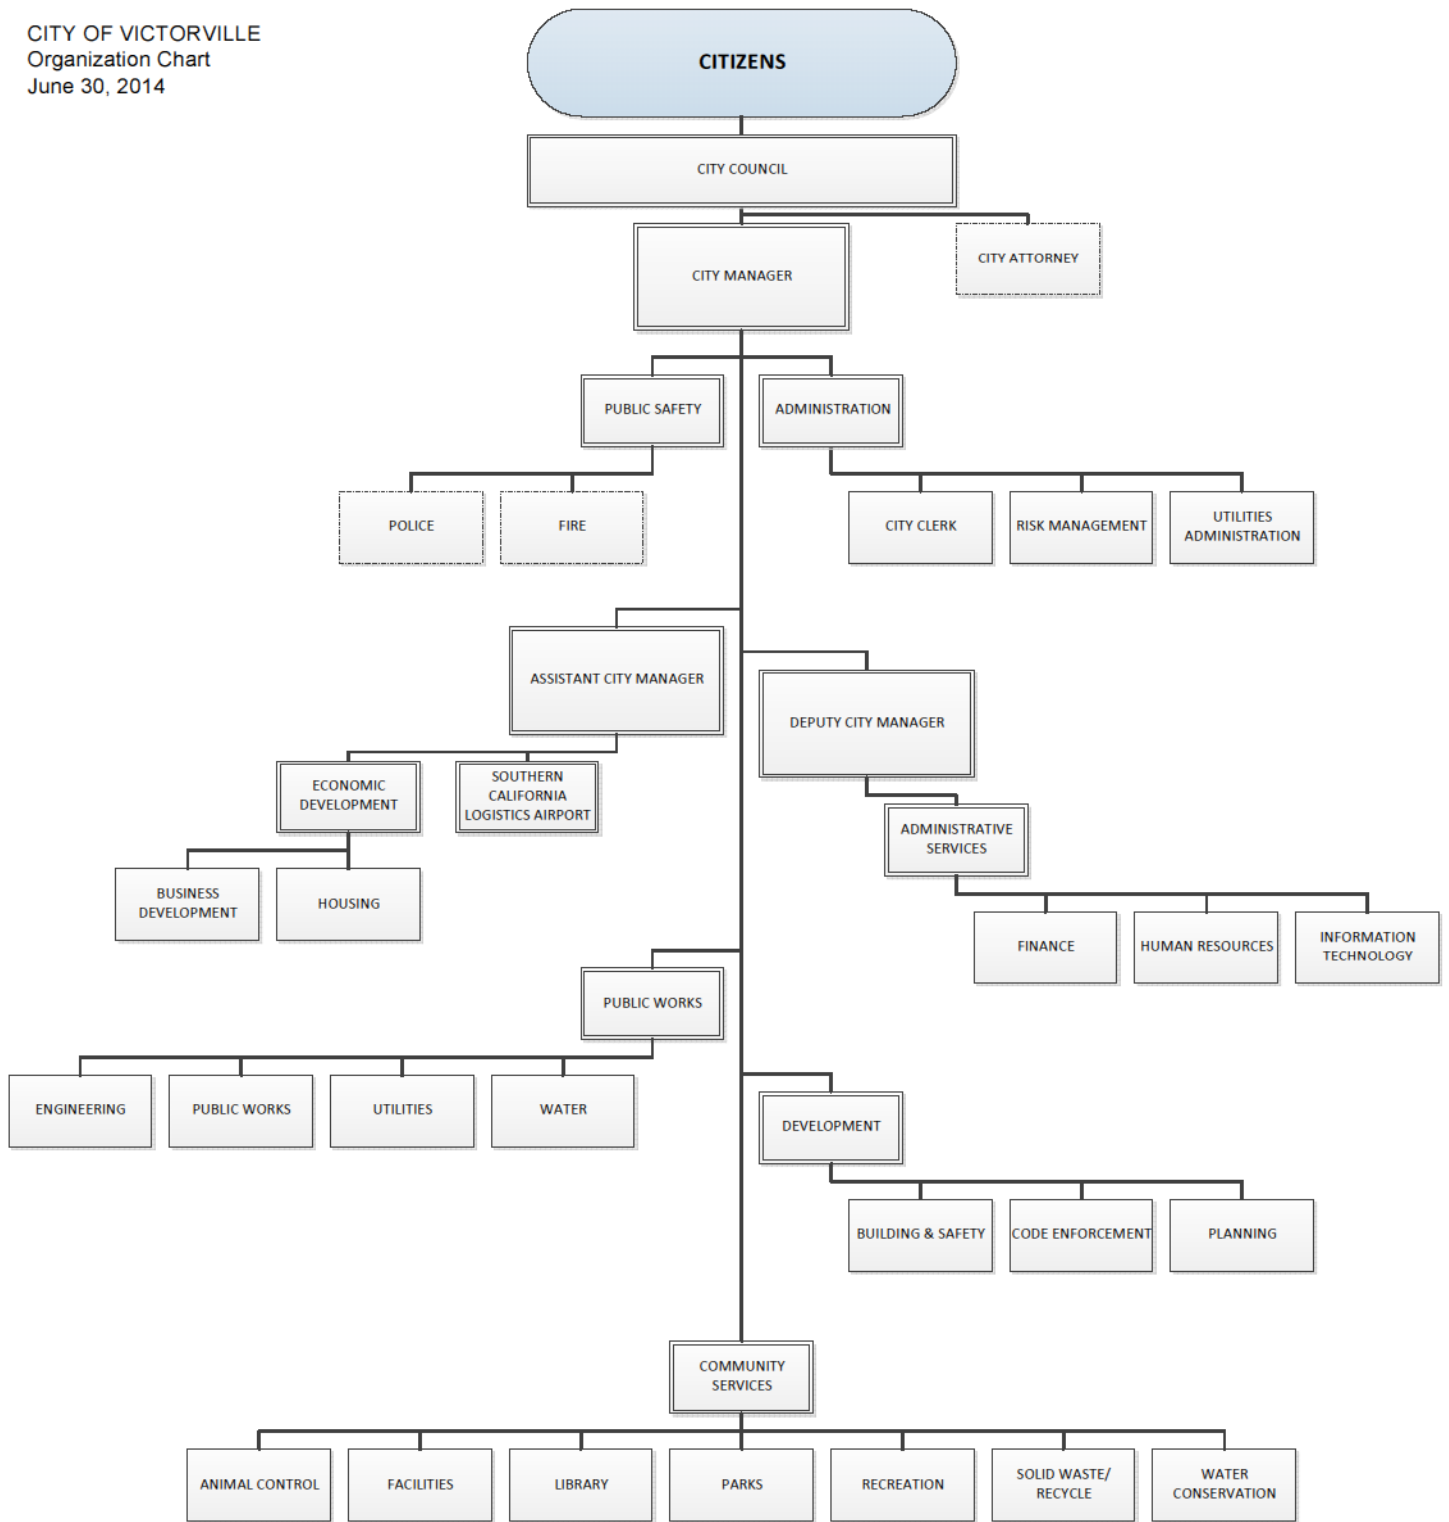 CITY OF VICTORVILLE
Organization Chart
June 30, 2014
CITIZENS
CITY COUNCIL
CITY MANAGER
CITY ATTORNEY
PUBLIC SAFETY
ADMINISTRATION
POLICE
FIRE
CITY CLERK
RISK MANAGEMENT
UTILITIES
ADMINISTRATION
ASSISTANT CITY MANAGER
DEPUTY CITY MANAGER
ECONOMIC
DEVELOPMENT
SOUTHERN
CALIFORNIA
LOGISTICS AIRPORT
ADMINISTRATIVE
SERVICES
BUSINESS
DEVELOPMENT
HOUSING
FINANCE
HUMAN RESOURCES
INFORMATION
TECHNOLOGY
PUBLIC WORKS
ENGINEERING
PUBLIC WORKS
UTILITIES
WATER
DEVELOPMENT
BUILDING & SAFETY
CODE ENFORCEMENT
PLANNING
COMMUNITY
SERVICES
ANIMAL CONTROL
FACILITIES
LIBRARY
PARKS
RECREATION
SOLID WASTE/
RECYCLE
WATER
CONSERVATION